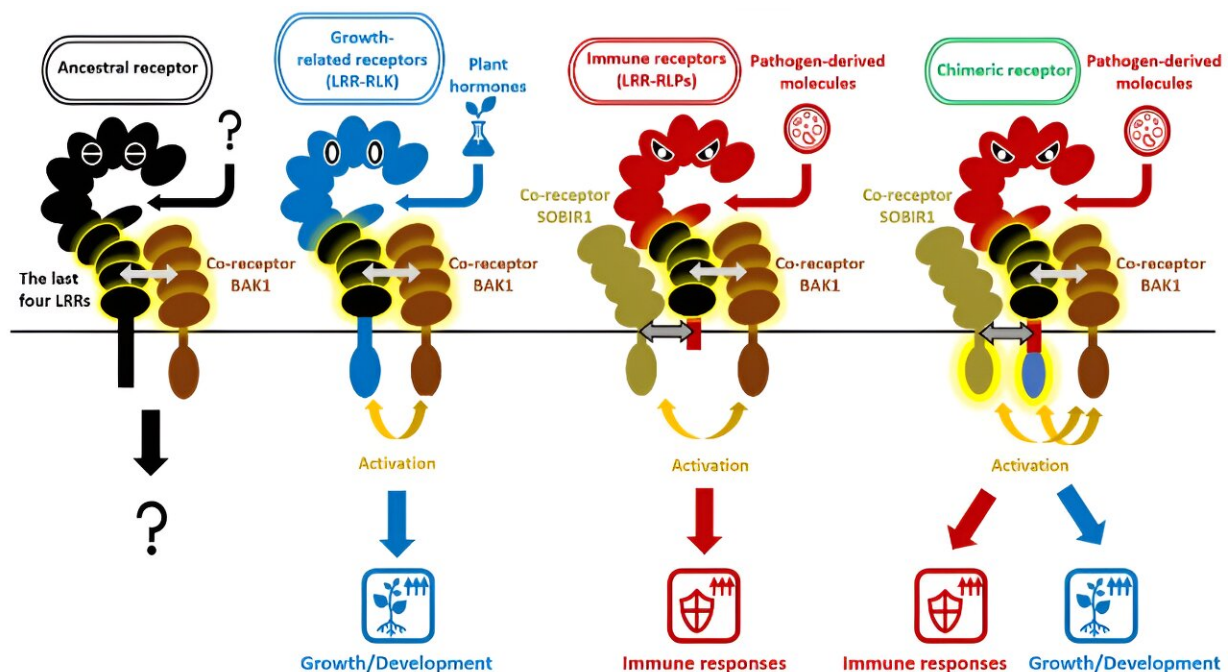 Ancestral receptor
?
The last
four LRRs
Co-receptor
BAK1
?
Growth-
related receptors
(LRR-RLK)
Plant
hormones
Co-receptor
BAK1
Activation
Growth/Development
Immune receptors
(LRR-RLPs)
Pathogen-derived
molecules
Co-receptor
SOBIR1
Co-receptor
BAK1
Activation
Immune responses
Chimeric receptor
Pathogen-derived
molecules
Co-receptor
SOBIR1
Co-receptor
BAK1
Activation
Immune responses
Growth/Development